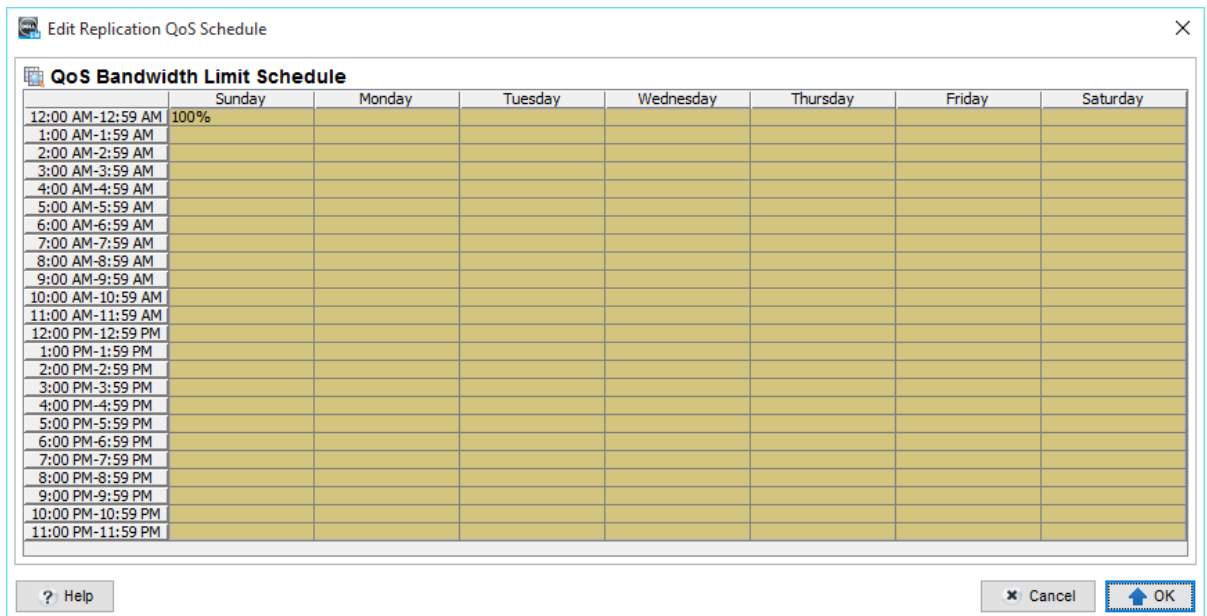 Edit Replication QoS Schedule
QoS Bandwidth Limit Schedule
Sunday Monday Tuesday Wednesday Thursday Friday Saturday
12:00 AM-12:59 AM 100%
1:00 AM-1:59 AM
2:00 AM-2:59 AM
3:00 AM-3:59 AM
4:00 AM-4:59 AM
5:00 AM-5:59 AM
6:00 AM-6:59 AM
7:00 AM-7:59 AM
8:00 AM-8:59 AM
9:00 AM-9:59 AM
10:00 AM-10:59 AM
11:00 AM-11:59 AM
12:00 PM-12:59 PM
1:00 PM-1:59 PM
2:00 PM-2:59 PM
3:00 PM-3:59 PM
4:00 PM-4:59 PM
5:00 PM-5:59 PM
6:00 PM-6:59 PM
7:00 PM-7:59 PM
8:00 PM-8:59 PM
9:00 PM-9:59 PM
10:00 PM-10:59 PM
11:00 PM-11:59 PM
? Help Cancel OK